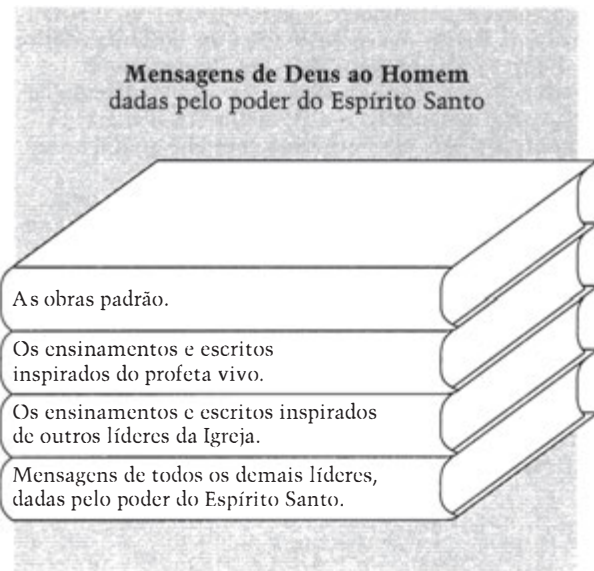 Mensagens de Deus ao Homem
dadas pelo poder do Espírito Santo
As obras padrão.
Os ensinamentos e escritos
inspirados do profeta vivo.
Os ensinamentos e escritos inspirados
de outros líderes da Igreja.
Mensagens de todos os demais líderes,
dadas pelo poder do Espírito Santo.